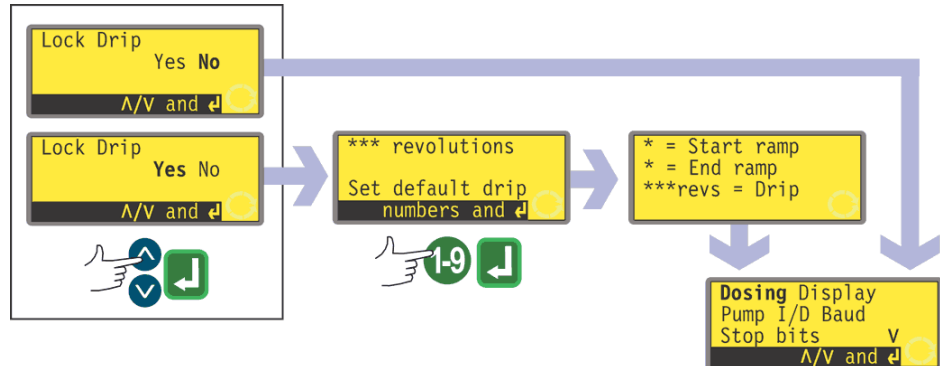 Lock Drip
Yes No
Λ/V and ↵
Lock Drip
Yes No
Λ/V and ↵
*** revolutions
Set default drip
numbers and ↵
1-9
* = Start ramp
* = End ramp
***revs = Drip
Dosing Display
Pump I/D Baud
Stop bits V
Λ/V and ↵